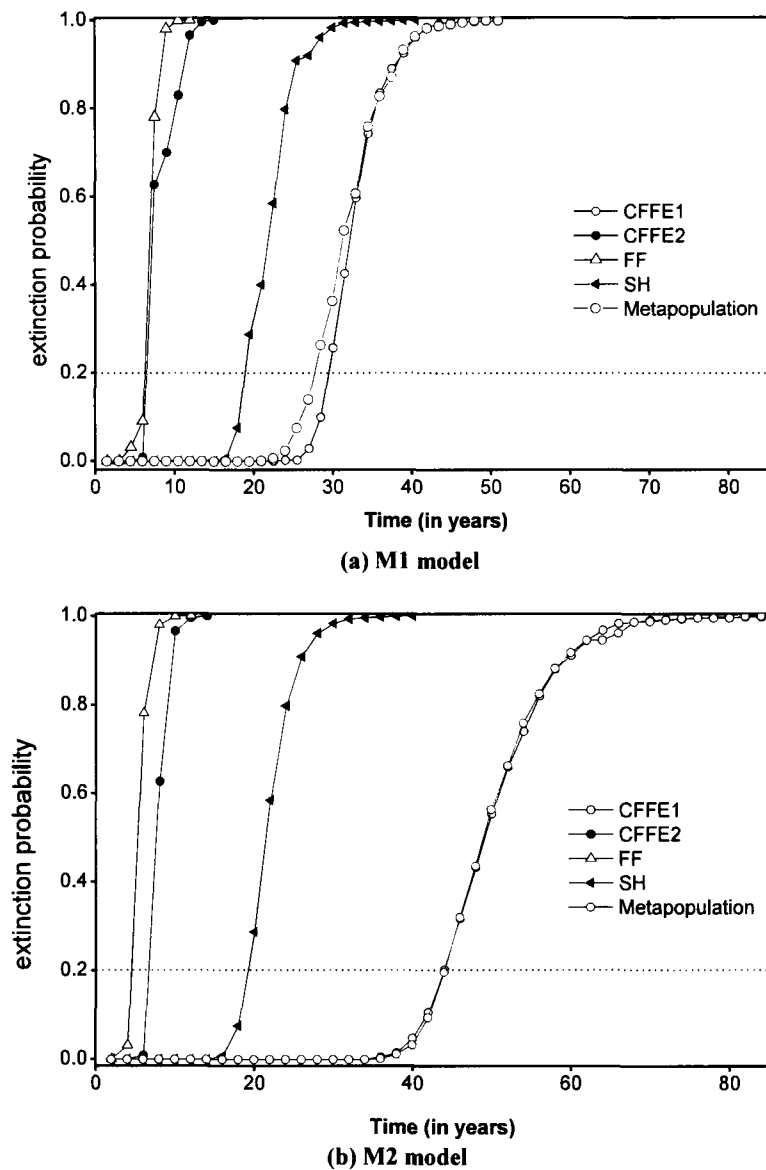 1.0
0.8
0.6
0.4
0.2
0.0
extinction probability
CFFE1
CFFE2
FF
SH
Metapopulation
0 10 20 30 40 50 60 70 80
Time (in years)
(a) M1 model
1.0
0.8
0.6
0.4
0.2
0.0
extinction probability
CFFE1
CFFE2
FF
SH
Metapopulation
0 20 40 60 80
Time (in years)
(b) M2 model